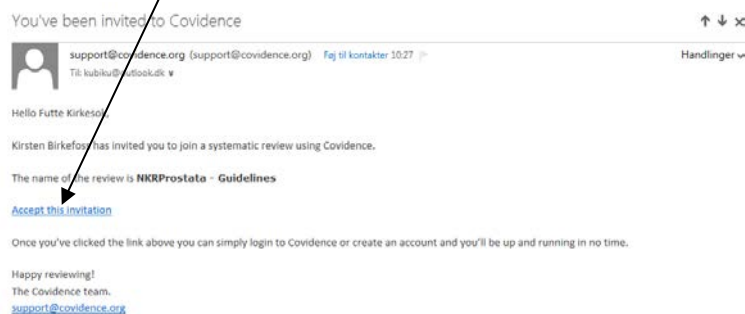 You've been invited to Covidence
support@covidence.org (support@covidence.org) Føj til kontakter 10:27
Handlinger
Til: kubiku@outlook.dk
Hello Futte Kirkesok,
Kirsten Birkefoss has invited you to join a systematic review using Covidence.
The name of the review is NKRProstata - Guidelines
Accept this invitation
Once you've clicked the link above you can simply login to Covidence or create an account and you'll be up and running in no time.
Happy reviewing!
The Covidence team.
support@covidence.org